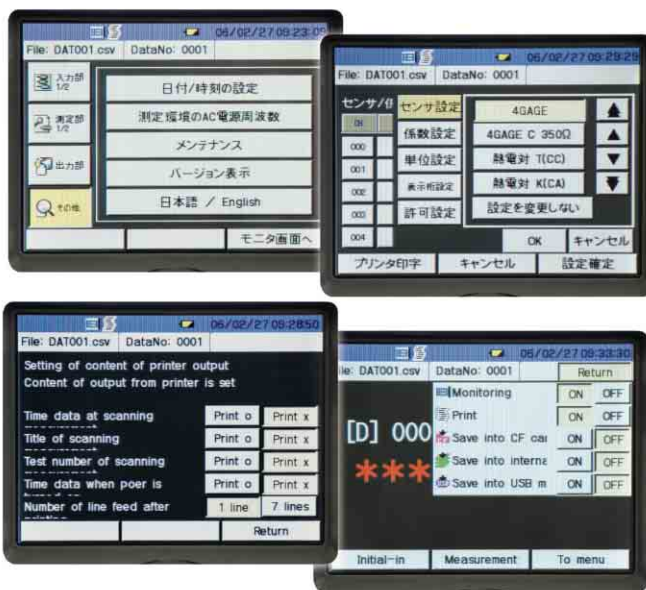 06/02/27 09:23:09
File: DAT001.csv DataNo: 0001
入力部
1/2
日付/時刻の設定
測定部
1/2
測定環境のAC電源周波数
メンテナンス
出力部
バージョン表示
その他
日本語 / English
モニタ画面へ
06/02/27 09:29:29
File: DAT001.csv DataNo: 0001
センサ/
センサ設定
4GAGE
CH
000
係数設定
4GAGE C 350Ω
001
単位設定
熱電対 T(CC)
002
表示桁設定
熱電対 K(CA)
003
許可設定
設定を変更しない
004
OK キャンセル
プリンタ印字 キャンセル 設定確定
06/02/27 09:28:50
File: DAT001.csv DataNo: 0001
Setting of content of printer output
Content of output from printer is set
Time data at scanning Print o Print x
Title of scanning Print o Print x
Test number of scanning Print o Print x
Time data when poer is Print o Print x
Number of line feed after 1 line 7 lines
Return
06/02/27 09:33:30
ile: DAT001.csv DataNo: 0001 Return
Monitoring ON OFF
Print ON OFF
[D] 000
Save into CF car ON OFF
***
Save into interna ON OFF
Save into USB m ON OFF
Initial-in Measurement To menu